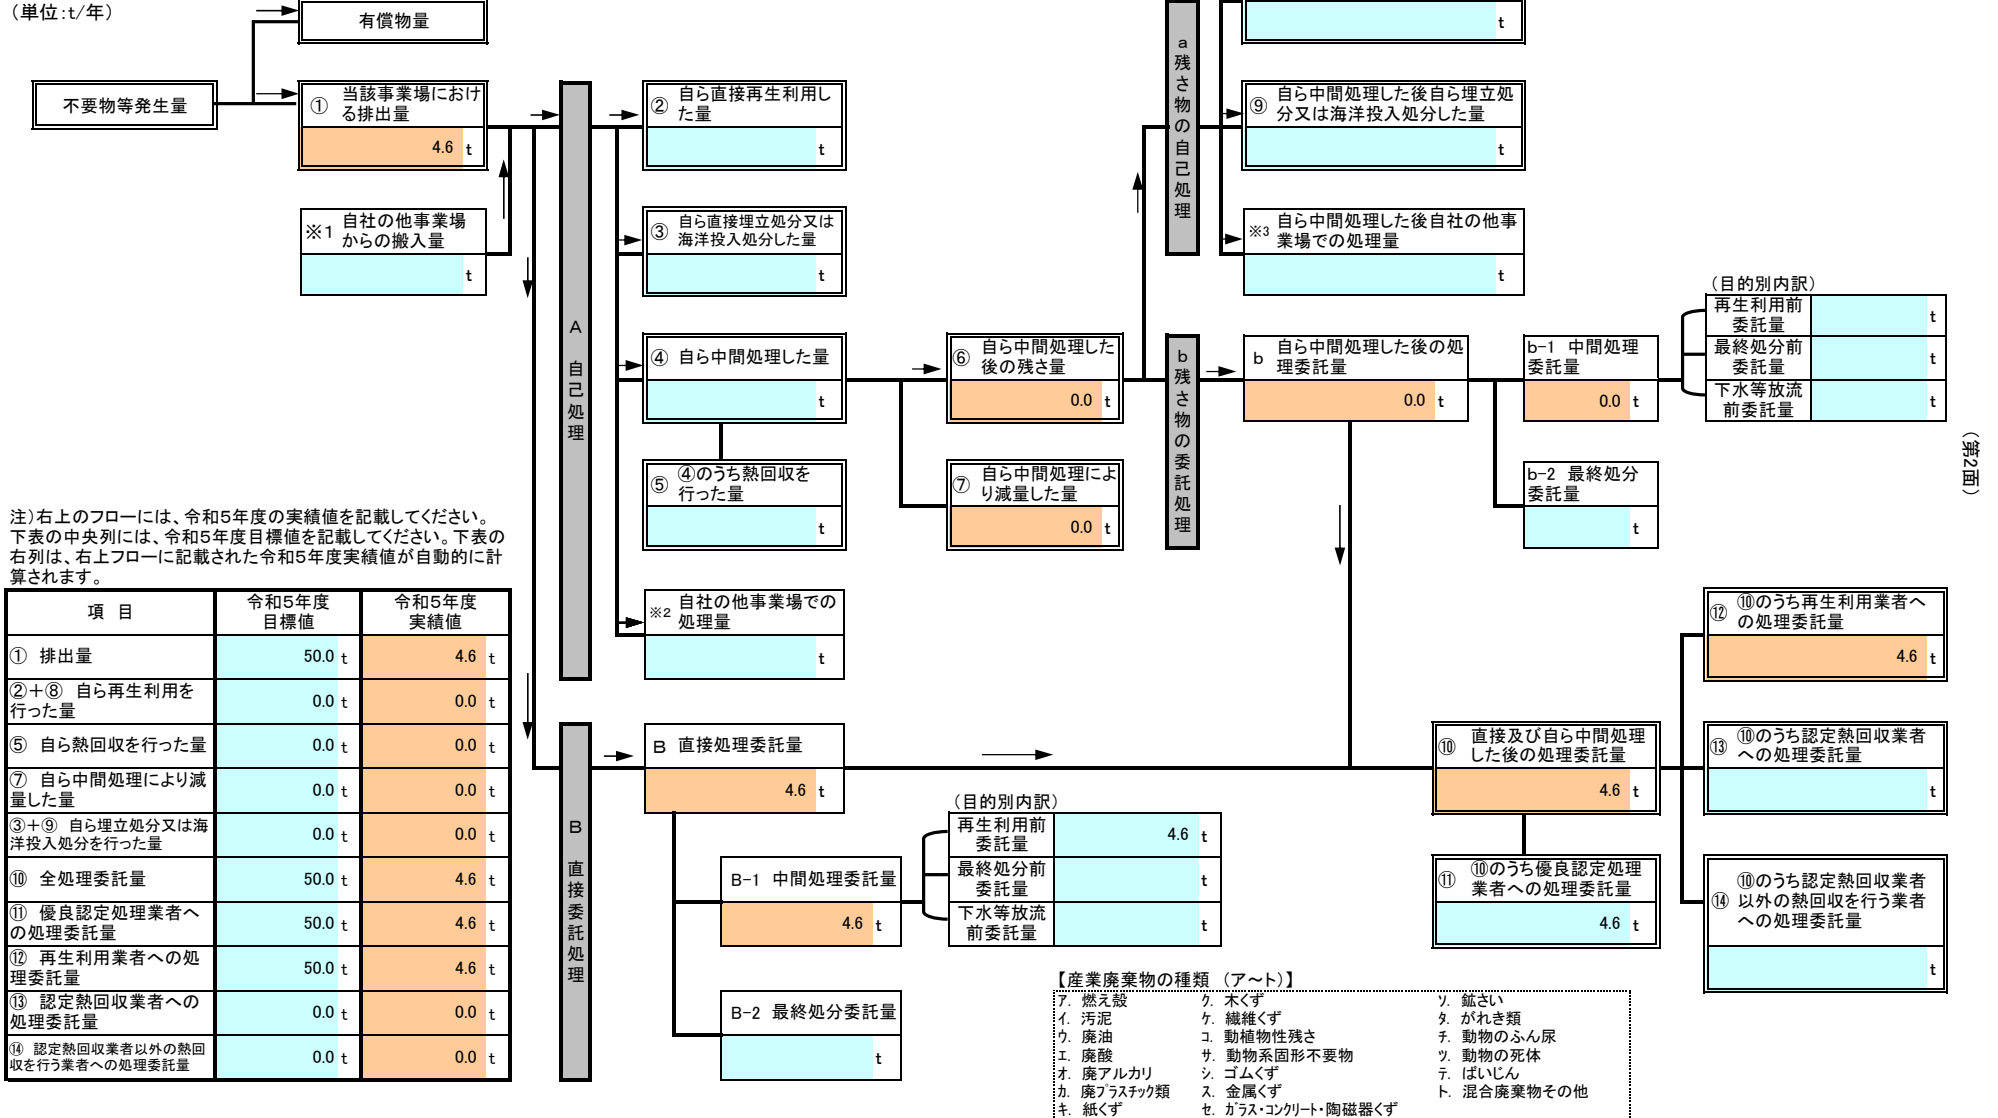 （単位：t/年）
有償物量
不要物等発生量
① 当該事業場におけ
る排出量
4.6 t
※1 自社の他事業場
からの搬入量
t
A 自己処理
② 自ら直接再生利用し
た量
t
③ 自ら直接埋立処分又は
海洋投入処分した量
t
④ 自ら中間処理した量
t
⑤ ④のうち熱回収を
行った量
t
※2 自社の他事業場での
処理量
t
⑥ 自ら中間処理した
後の残さ量
0.0 t
⑦ 自ら中間処理によ
り減量した量
0.0 t
a 残さ物の自己処理
t
⑨ 自ら中間処理した後自ら埋立処
分又は海洋投入処分した量
t
※3 自ら中間処理した後自社の他事
業場での処理量
t
b 残さ物の委託処理
b 自ら中間処理した後の処
理委託量
0.0 t
b-1 中間処理
委託量
0.0 t
（目的別内訳）
再生利用前
委託量
t
最終処分前
委託量
t
下水等放流
前委託量
t
b-2 最終処分
委託量
t
（第2面）
注）右上のフローには、令和5年度の実績値を記載してください。
下表の中央列には、令和5年度目標値を記載してください。下表の
右列は、右上フローに記載された令和5年度実績値が自動的に計
算されます。
項 目 令和5年度 目標値 令和5年度 実績値
① 排出量 50.0 t 4.6 t
②＋⑧ 自ら再生利用を
行った量 0.0 t 0.0 t
⑤ 自ら熱回収を行った量 0.0 t 0.0 t
⑦ 自ら中間処理により減
量した量 0.0 t 0.0 t
③＋⑨ 自ら埋立処分又は海
洋投入処分を行った量 0.0 t 0.0 t
⑩ 全処理委託量 50.0 t 4.6 t
⑪ 優良認定処理業者へ
の処理委託量 50.0 t 4.6 t
⑫ 再生利用業者への処
理委託量 50.0 t 4.6 t
⑬ 認定熱回収業者への
処理委託量 0.0 t 0.0 t
⑭ 認定熱回収業者以外の熱回
収を行う業者への処理委託量 0.0 t 0.0 t
B 直接委託処理
B 直接処理委託量
4.6 t
B-1 中間処理委託量
4.6 t
（目的別内訳）
再生利用前
委託量
4.6 t
最終処分前
委託量
t
下水等放流
前委託量
t
B-2 最終処分委託量
t
⑩ 直接及び自ら中間処理
した後の処理委託量
4.6 t
⑪ ⑩のうち優良認定処理
業者への処理委託量
4.6 t
⑫ ⑩のうち再生利用業者へ
の処理委託量
4.6 t
⑬ ⑩のうち認定熱回収業者
への処理委託量
t
⑭ ⑩のうち認定熱回収業者
以外の熱回収を行う業者
への処理委託量
t
【産業廃棄物の種類 （ア～ト）】
ア. 燃え殻 ク. 木くず ソ. 鉱さい
イ. 汚泥 ケ. 繊維くず タ. がれき類
ウ. 廃油 コ. 動植物性残さ チ. 動物のふん尿
エ. 廃酸 サ. 動物系固形不要物 ツ. 動物の死体
オ. 廃アルカリ シ. ゴムくず テ. ばいじん
カ. 廃プラスチック類 ス. 金属くず ト. 混合廃棄物その他
キ. 紙くず セ. ガラス・コンクリート・陶磁器くず